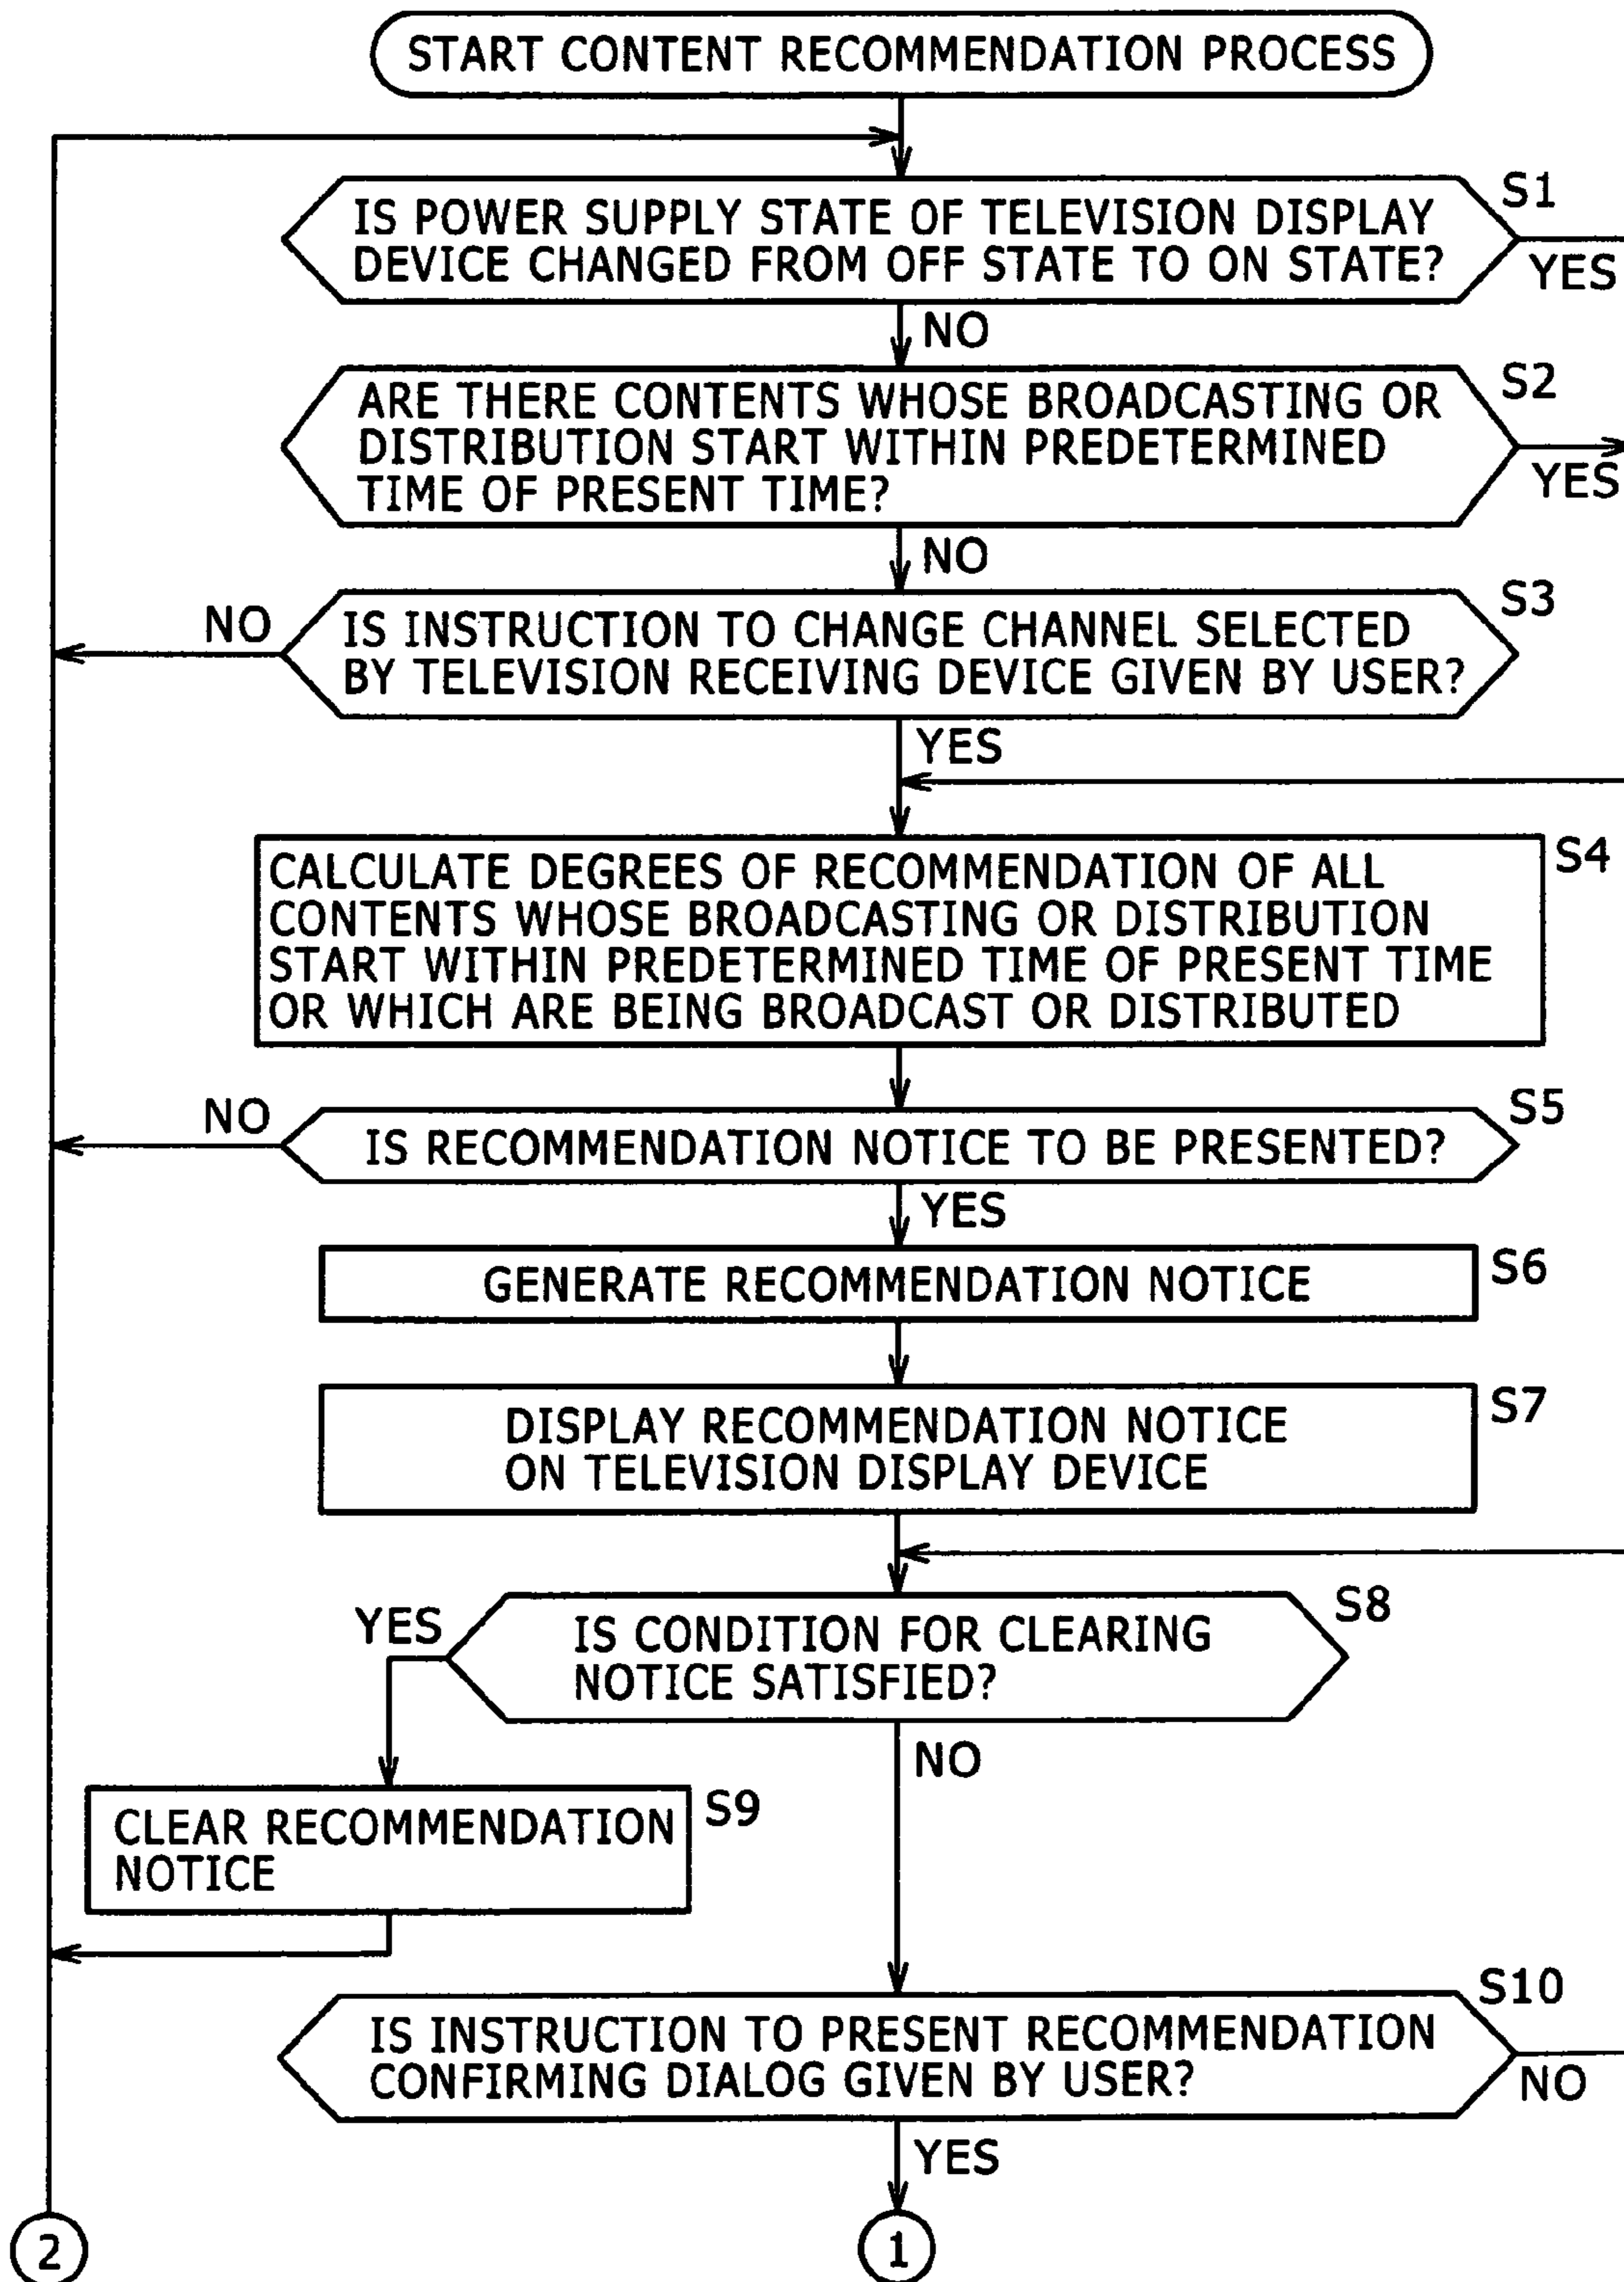 START CONTENT RECOMMENDATION PROCESS
S1
IS POWER SUPPLY STATE OF TELEVISION DISPLAY
DEVICE CHANGED FROM OFF STATE TO ON STATE?
YES
NO
S2
ARE THERE CONTENTS WHOSE BROADCASTING OR
DISTRIBUTION START WITHIN PREDETERMINED
TIME OF PRESENT TIME?
YES
NO
S3
NO
IS INSTRUCTION TO CHANGE CHANNEL SELECTED
BY TELEVISION RECEIVING DEVICE GIVEN BY USER?
YES
S4
CALCULATE DEGREES OF RECOMMENDATION OF ALL
CONTENTS WHOSE BROADCASTING OR DISTRIBUTION
START WITHIN PREDETERMINED TIME OF PRESENT TIME
OR WHICH ARE BEING BROADCAST OR DISTRIBUTED
S5
NO
IS RECOMMENDATION NOTICE TO BE PRESENTED?
YES
S6
GENERATE RECOMMENDATION NOTICE
S7
DISPLAY RECOMMENDATION NOTICE
ON TELEVISION DISPLAY DEVICE
S8
YES
IS CONDITION FOR CLEARING
NOTICE SATISFIED?
NO
S9
CLEAR RECOMMENDATION
NOTICE
S10
IS INSTRUCTION TO PRESENT RECOMMENDATION
CONFIRMING DIALOG GIVEN BY USER?
NO
YES
2
1